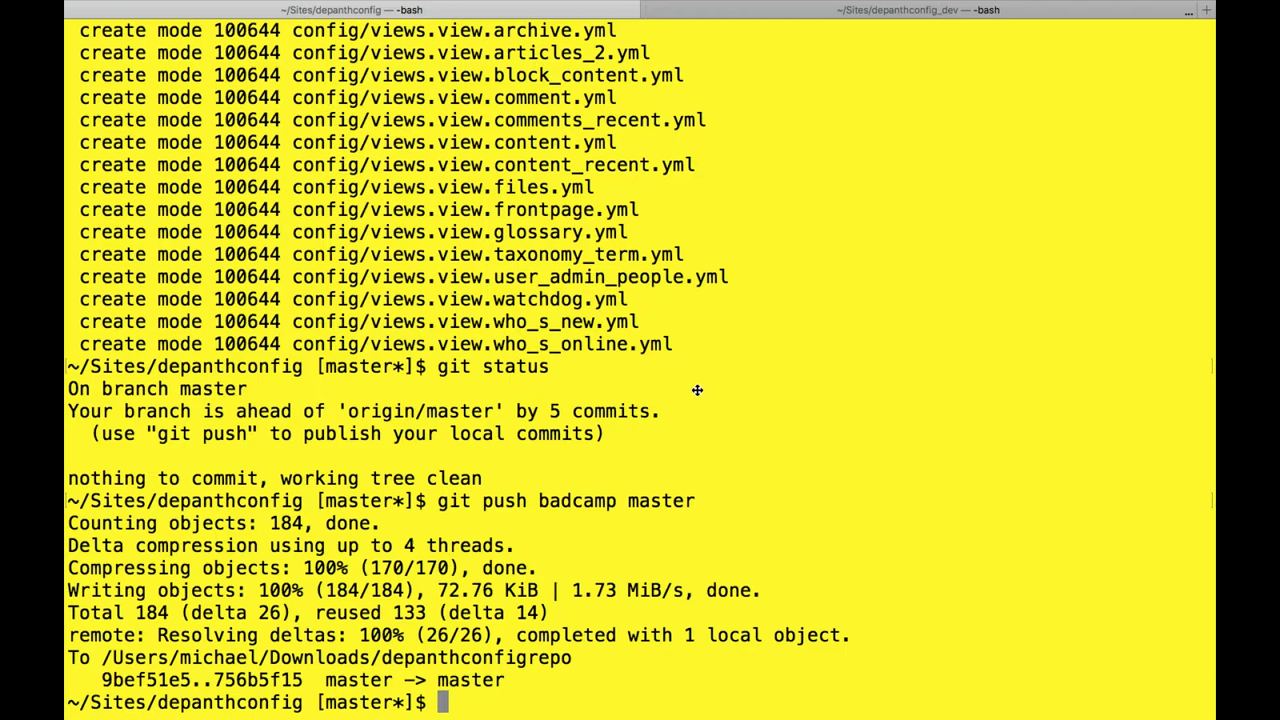 ~/Sites/depanthconfig — -bash
~/Sites/depanthconfig_dev — -bash
... +
create mode 100644 config/views.view.archive.yml
create mode 100644 config/views.view.articles_2.yml
create mode 100644 config/views.view.block_content.yml
create mode 100644 config/views.view.comment.yml
create mode 100644 config/views.view.comments_recent.yml
create mode 100644 config/views.view.content.yml
create mode 100644 config/views.view.content_recent.yml
create mode 100644 config/views.view.files.yml
create mode 100644 config/views.view.frontpage.yml
create mode 100644 config/views.view.glossary.yml
create mode 100644 config/views.view.taxonomy_term.yml
create mode 100644 config/views.view.user_admin_people.yml
create mode 100644 config/views.view.watchdog.yml
create mode 100644 config/views.view.who_s_new.yml
create mode 100644 config/views.view.who_s_online.yml
~/Sites/depanthconfig [master*]$ git status
On branch master
Your branch is ahead of 'origin/master' by 5 commits.
(use "git push" to publish your local commits)
nothing to commit, working tree clean
~/Sites/depanthconfig [master*]$ git push badcamp master
Counting objects: 184, done.
Delta compression using up to 4 threads.
Compressing objects: 100% (170/170), done.
Writing objects: 100% (184/184), 72.76 KiB | 1.73 MiB/s, done.
Total 184 (delta 26), reused 133 (delta 14)
remote: Resolving deltas: 100% (26/26), completed with 1 local object.
To /Users/michael/Downloads/depanthconfigrepo
9bef51e5..756b5f15  master -> master
~/Sites/depanthconfig [master*]$